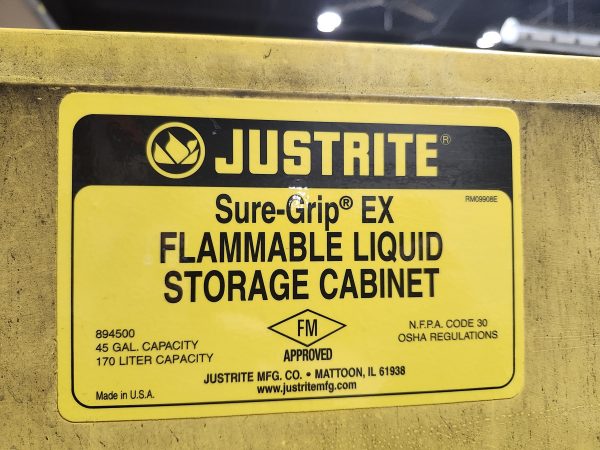 JUSTRITE®
RM09908E
Sure-Grip® EX
FLAMMABLE LIQUID
STORAGE CABINET
894500
45 GAL. CAPACITY
170 LITER CAPACITY
FM
APPROVED
N.F.P.A. CODE 30
OSHA REGULATIONS
JUSTRITE MFG. CO. • MATTOON, IL 61938
www.justritemfg.com
Made in U.S.A.